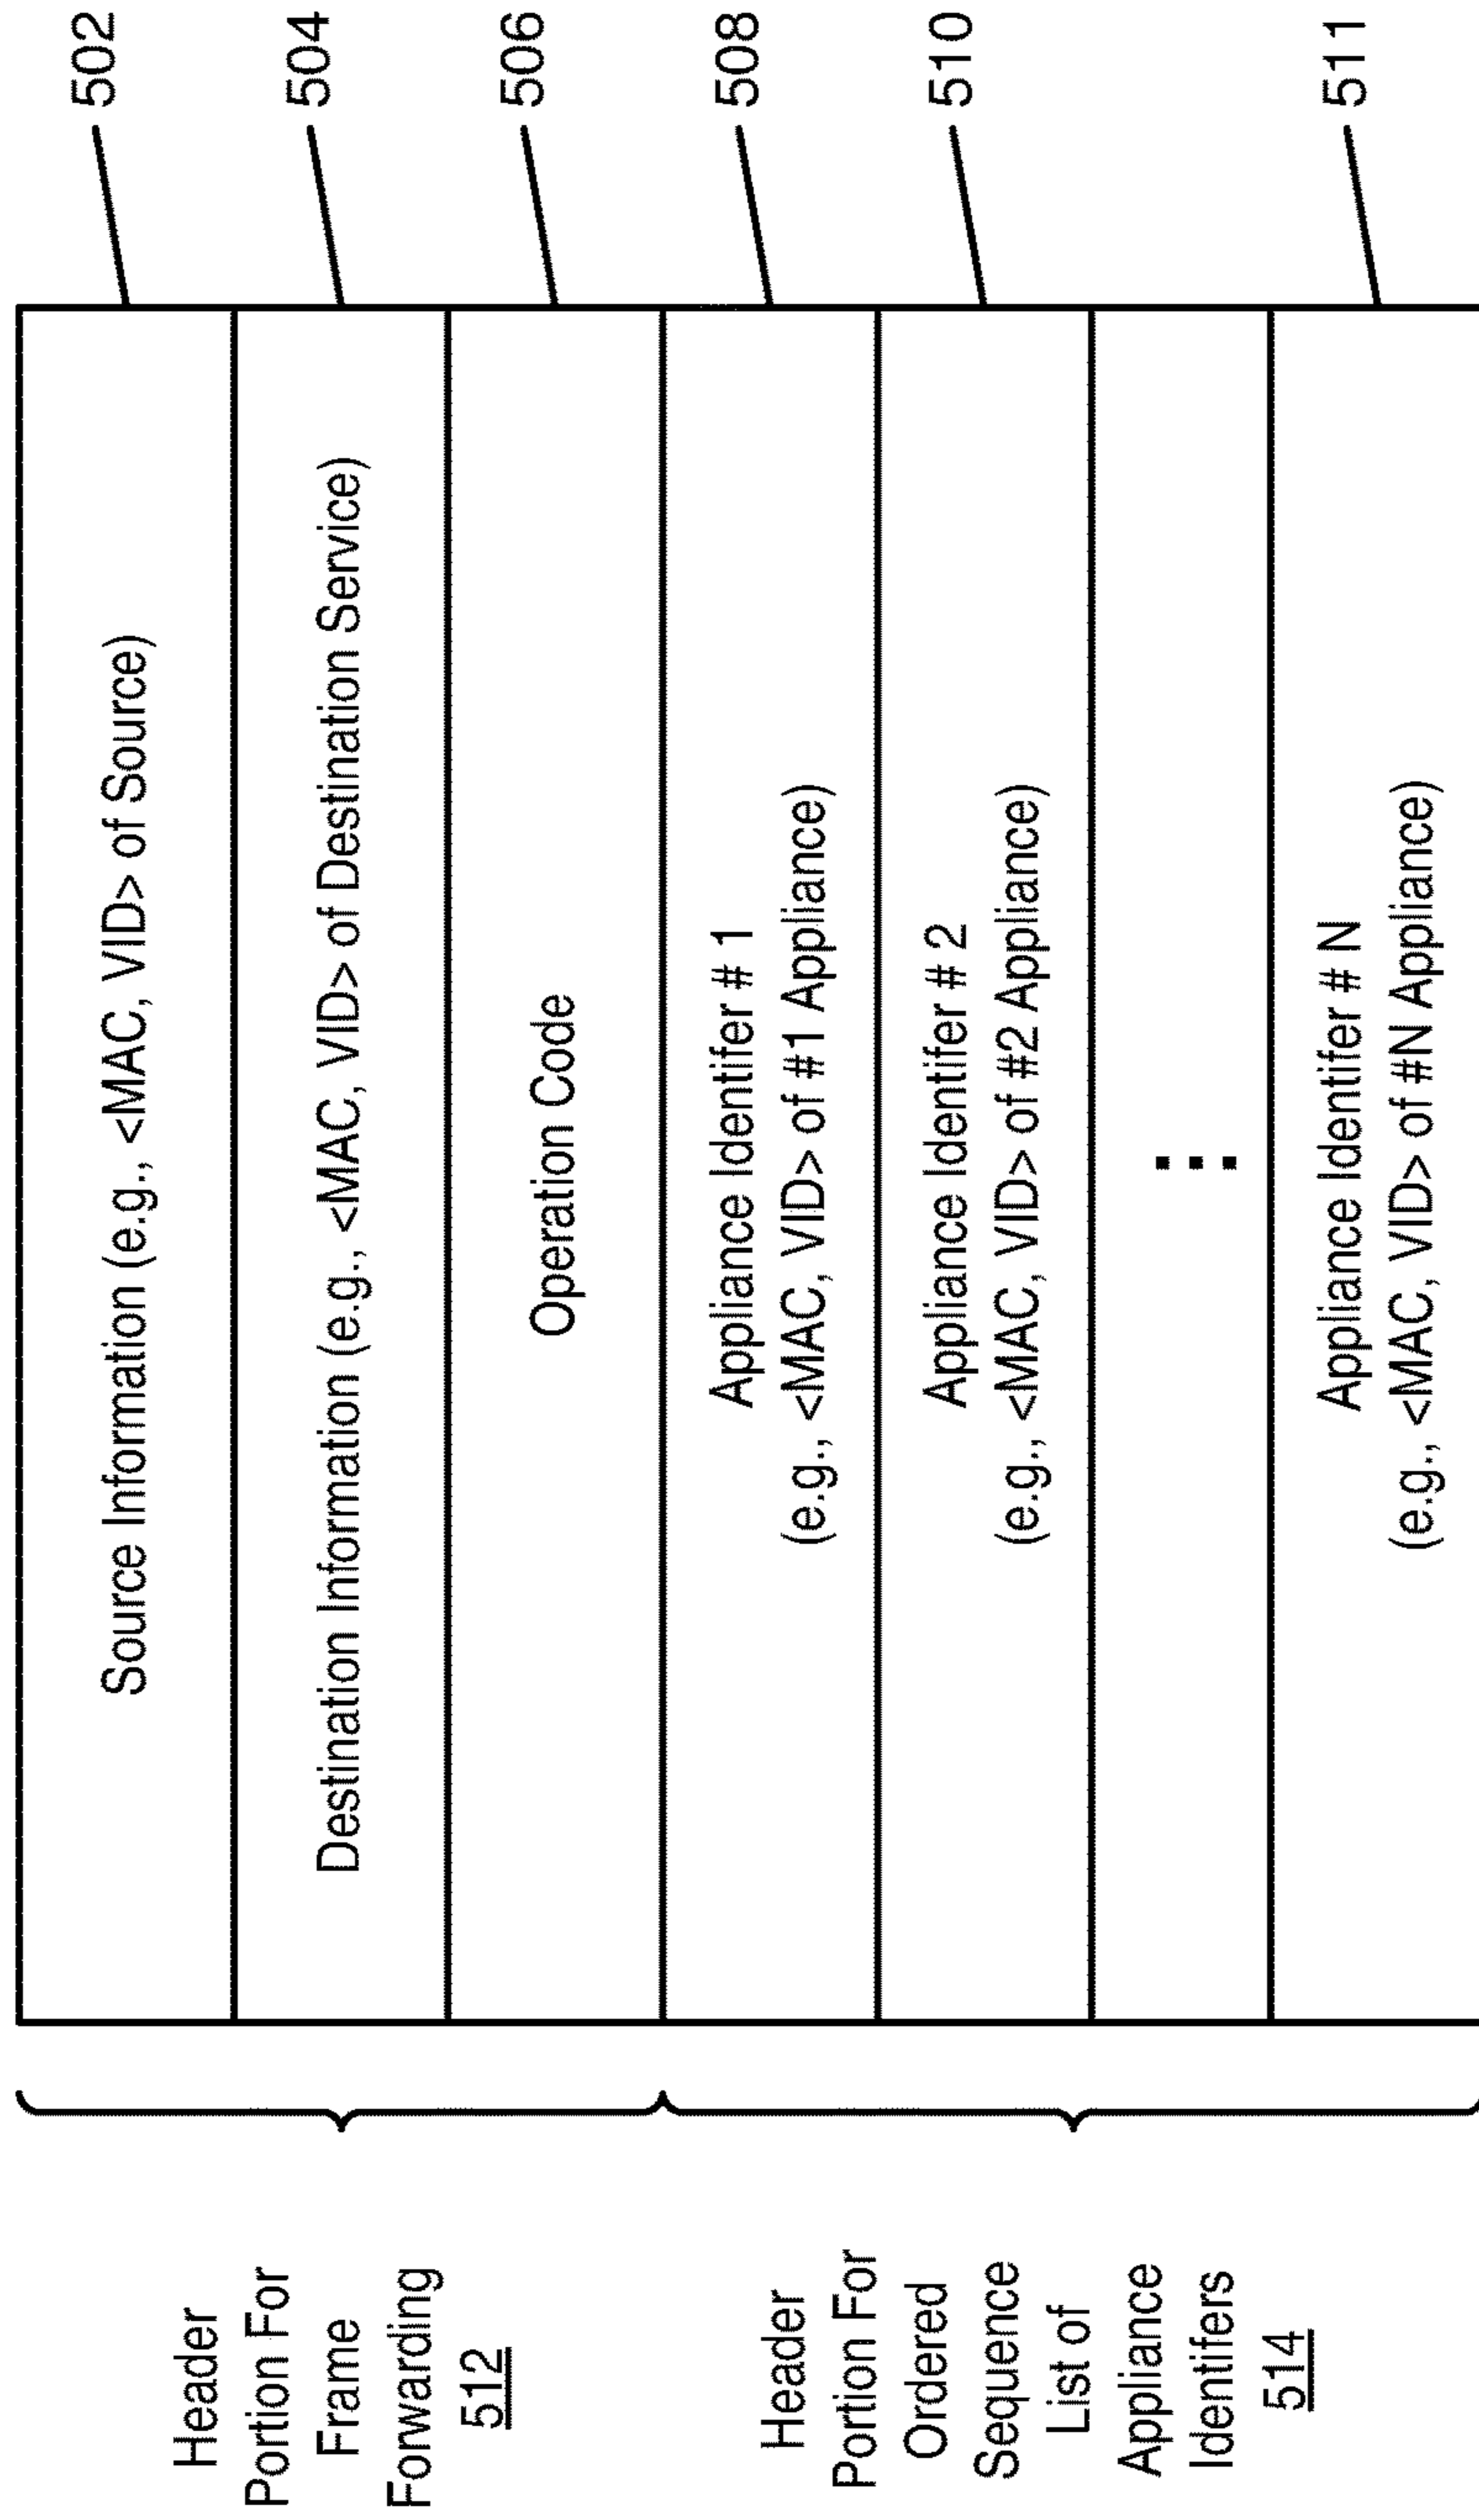 Header
Portion For
Frame
Forwarding
512
Source Information (e.g., <MAC, VID> of Source)
502
Destination Information (e.g., <MAC, VID> of Destination Service)
504
Operation Code
506
Header
Portion For
Ordered
Sequence
List of
Appliance
Identifers
514
Appliance Identifer # 1
(e.g., <MAC, VID> of #1 Appliance)
508
Appliance Identifer # 2
(e.g., <MAC, VID> of #2 Appliance)
510
⋮
Appliance Identifer # N
(e.g., <MAC, VID> of #N Appliance)
511